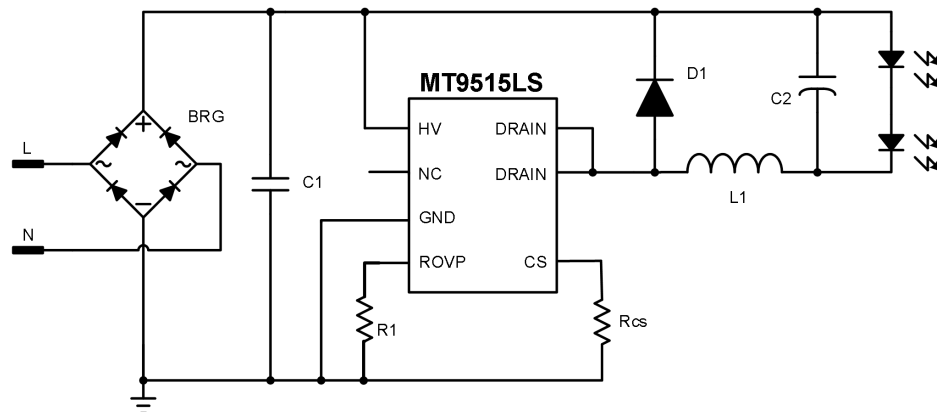 MT9515LS
D1
C2
BRG
L
HV
DRAIN
NC
DRAIN
C1
L1
GND
N
ROVP
CS
R1
Rcs